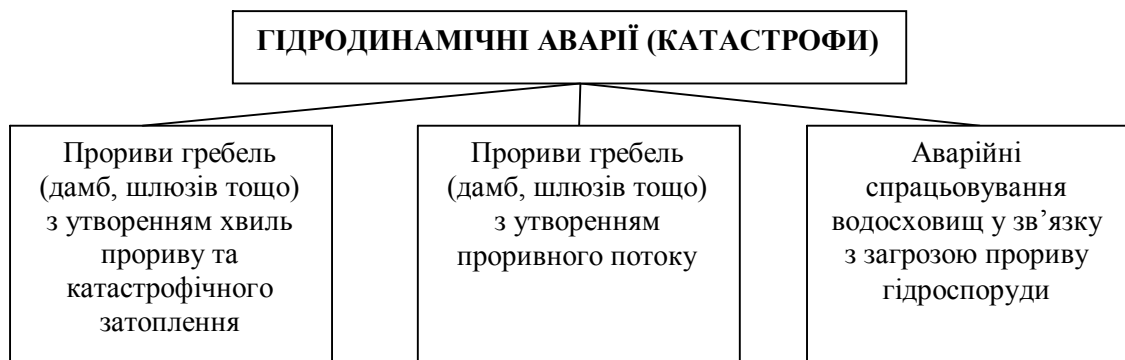 ГІДРОДИНАМІЧНІ АВАРІЇ (КАТАСТРОФИ)
Прориви гребель
(дамб, шлюзів тощо)
з утворенням хвиль
прориву та
катастрофічного
затоплення
Прориви гребель
(дамб, шлюзів тощо)
з утворенням
проривного потоку
Аварійні
спрацьовування
водосховищ у зв’язку
з загрозою прориву
гідроспоруди